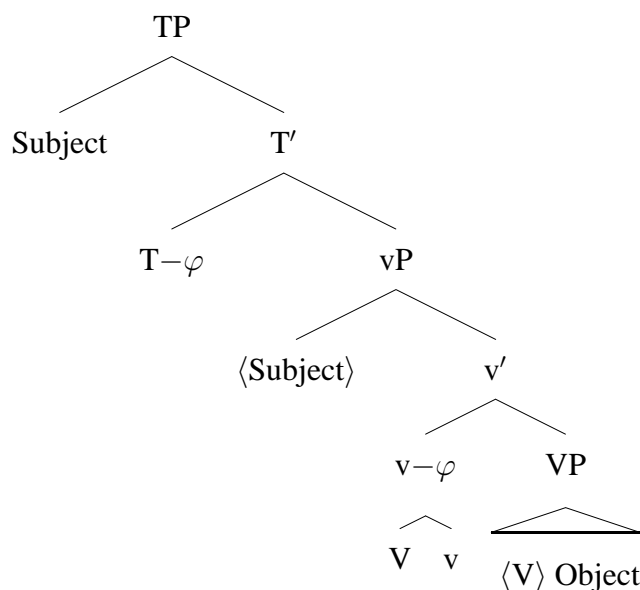 TP
Subject T′
T−φ vP
⟨Subject⟩ v′
v−φ VP
V v ⟨V⟩ Object